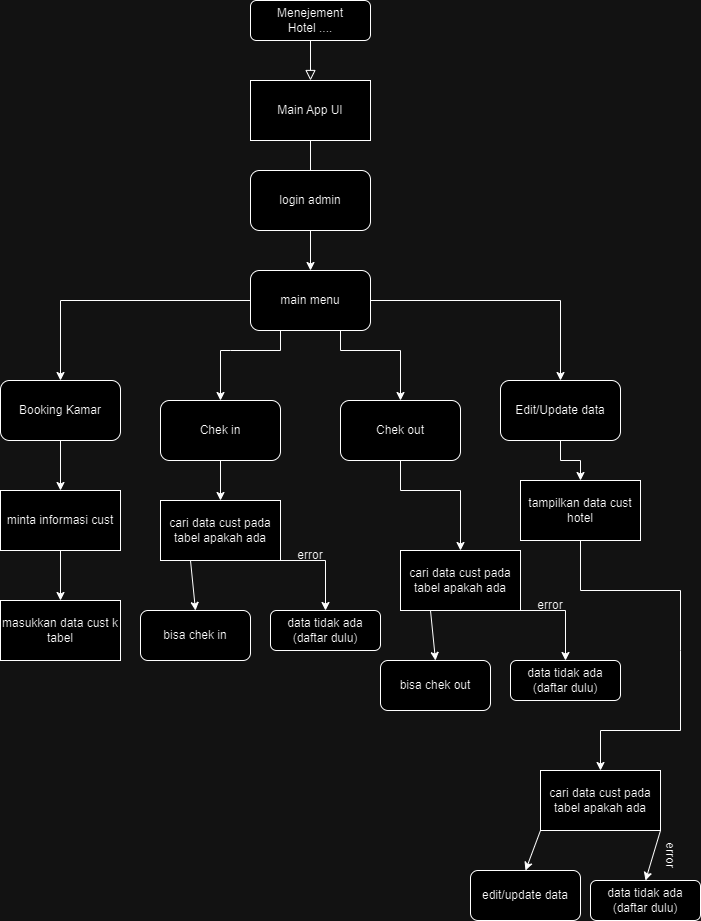 Menejement
Hotel ....
Main App UI
login admin
main menu
Booking Kamar
Chek in
Chek out
Edit/Update data
minta informasi cust
cari data cust pada
tabel apakah ada
tampilkan data cust
hotel
error
cari data cust pada
tabel apakah ada
masukkan data cust k
tabel
bisa chek in
data tidak ada
(daftar dulu)
error
bisa chek out
data tidak ada
(daftar dulu)
cari data cust pada
tabel apakah ada
error
edit/update data
data tidak ada
(daftar dulu)